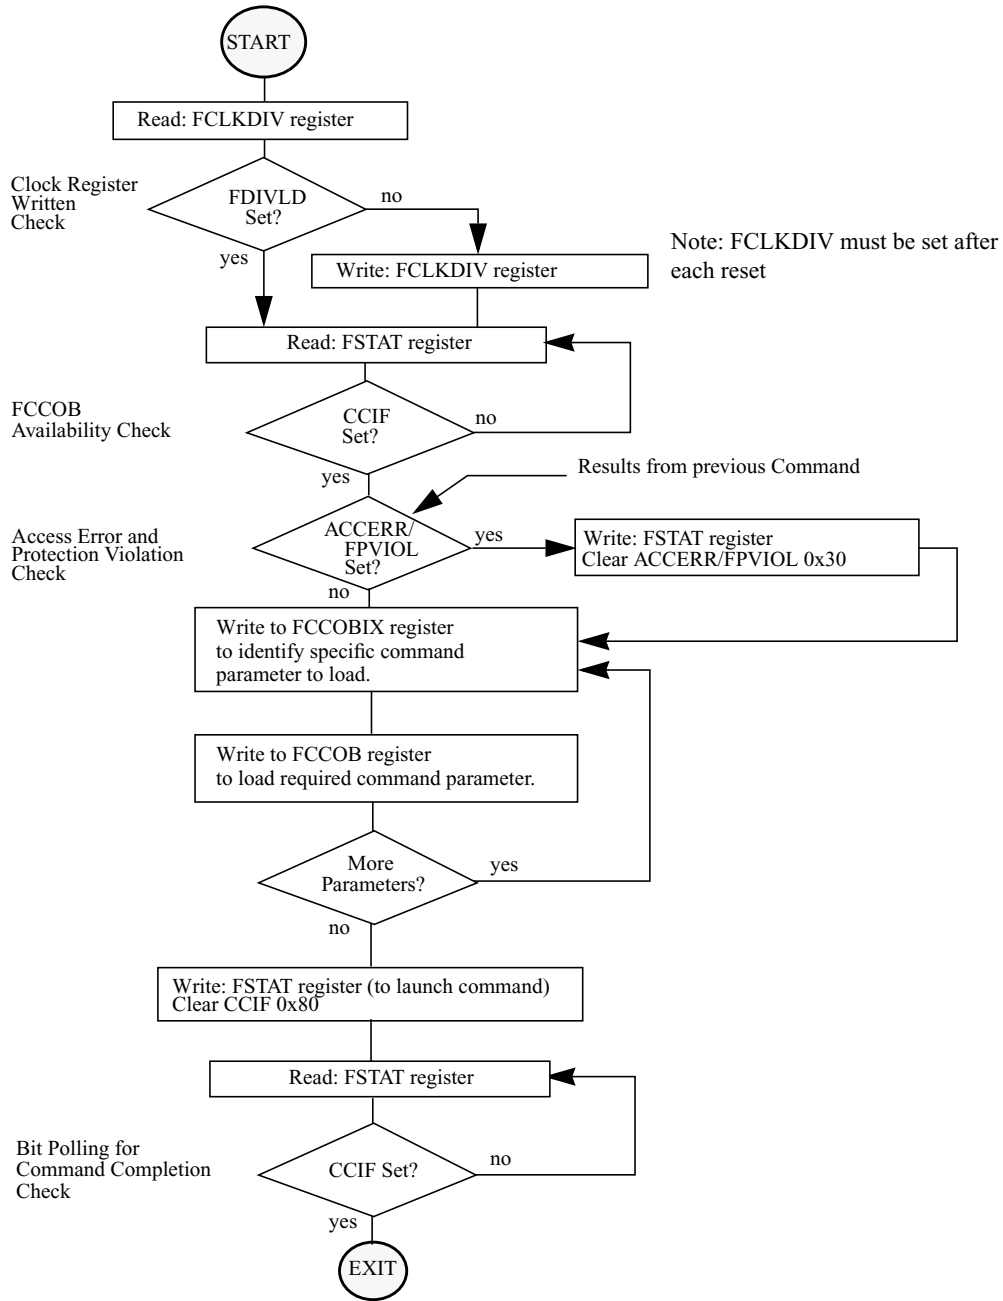 START
Read: FCLKDIV register
Clock Register
Written
Check
FDIVLD
Set?
no
yes
Write: FCLKDIV register
Note: FCLKDIV must be set after
each reset
Read: FSTAT register
FCCOB
Availability Check
CCIF
Set?
no
yes
Results from previous Command
Access Error and
Protection Violation
Check
ACCERR/
FPVIOL
Set?
yes
no
Write: FSTAT register
Clear ACCERR/FPVIOL 0x30
Write to FCCOBIX register
to identify specific command
parameter to load.
Write to FCCOB register
to load required command parameter.
More
Parameters?
yes
no
Write: FSTAT register (to launch command)
Clear CCIF 0x80
Read: FSTAT register
Bit Polling for
Command Completion
Check
CCIF Set?
no
yes
EXIT